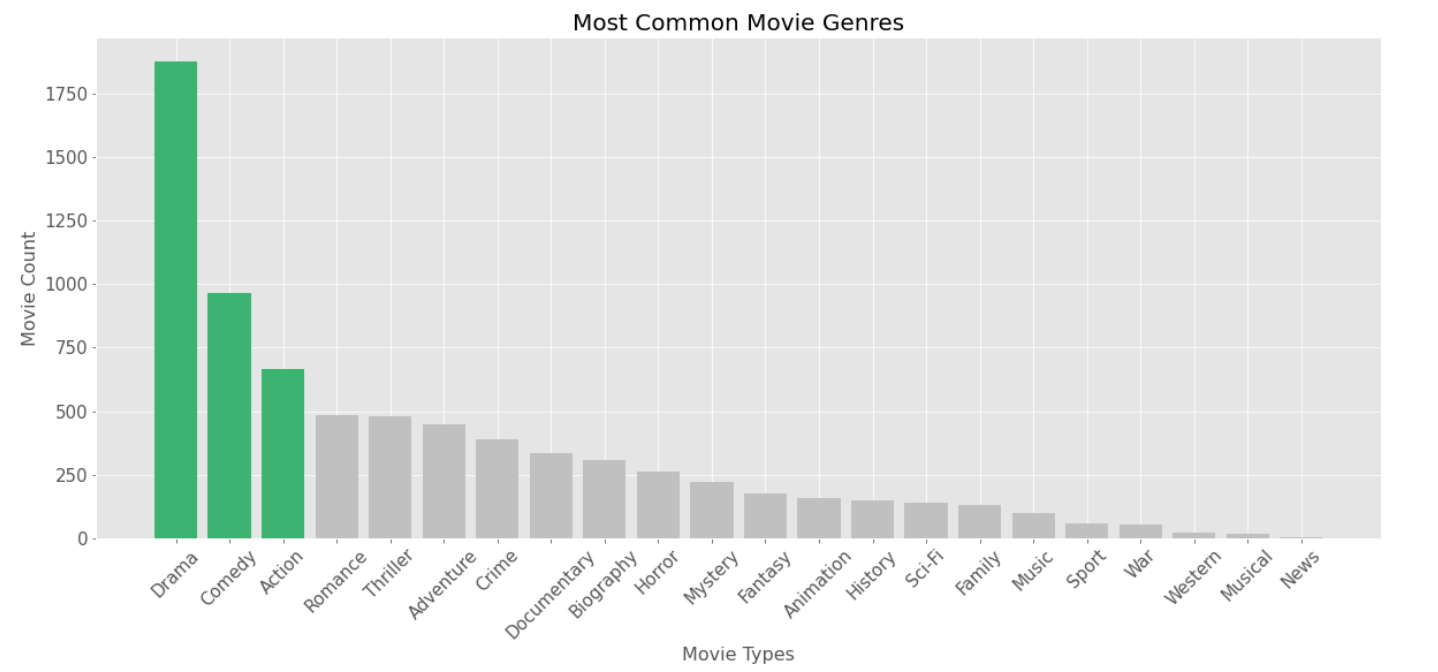 Most Common Movie Genres
Movie Count
1750
1500
1250
1000
750
500
250
0
Drama
Comedy
Action
Romance
Thriller
Adventure
Crime
Documentary
Biography
Horror
Mystery
Fantasy
Animation
History
Sci-Fi
Family
Music
Sport
War
Western
Musical
News
Movie Types